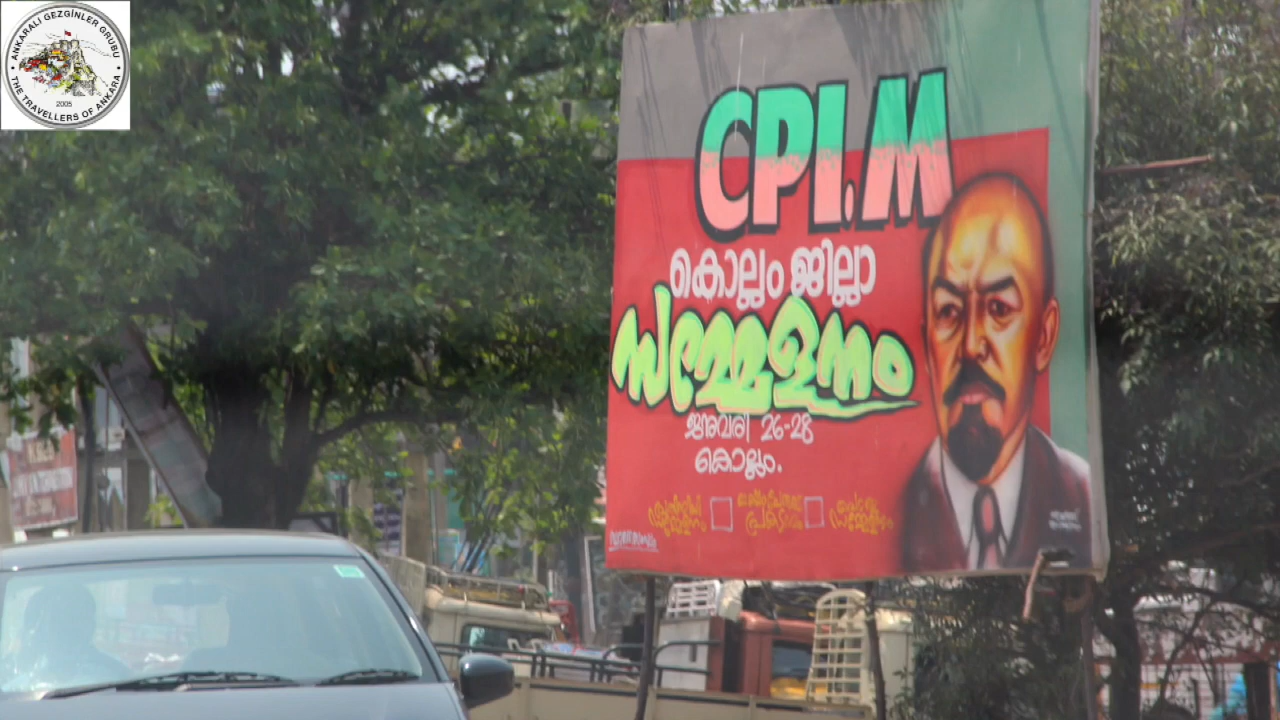 ANKARALI GEZGİNLER GRUBU
2005
THE TRAVELLERS OF ANKARA
CPI.M
കൊല്ലം ജില്ലാ
സമ്മേളനം
ജനുവരി 26-28
കൊല്ലം.